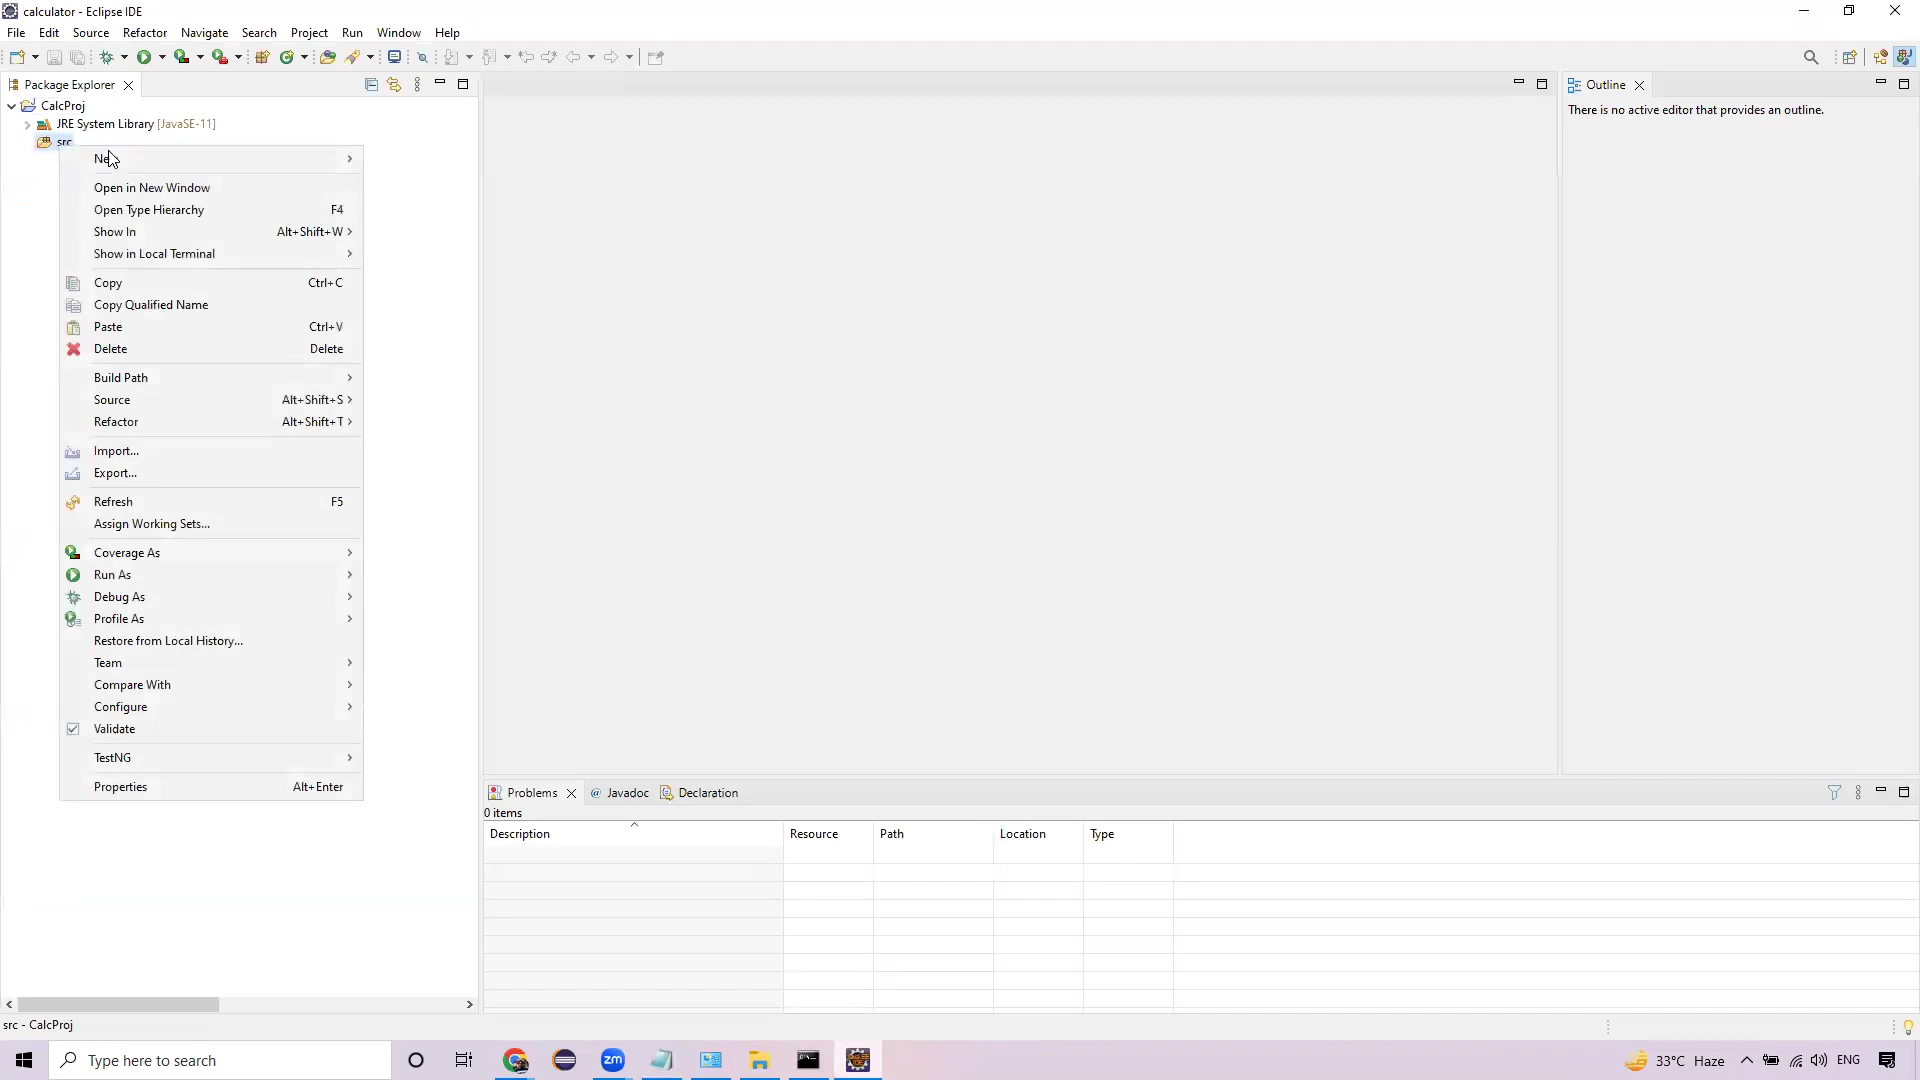 calculator - Eclipse IDE
File Edit Source Refactor Navigate Search Project Run Window Help
Package Explorer
Outline
CalcProj
There is no active editor that provides an outline.
JRE System Library [JavaSE-11]
src
Open in New Window
Open Type Hierarchy F4
Show In Alt+Shift+W
Show in Local Terminal
Copy Ctrl+C
Copy Qualified Name
Paste Ctrl+V
Delete Delete
Build Path
Source Alt+Shift+S
Refactor Alt+Shift+T
Import...
Export...
Refresh F5
Assign Working Sets...
Coverage As
Run As
Debug As
Profile As
Restore from Local History...
Team
Compare With
Configure
Validate
TestNG
Properties Alt+Enter
Problems @ Javadoc Declaration
0 items
Description Resource Path Location Type
src - CalcProj
Type here to search
zm
33°C Haze
ENG